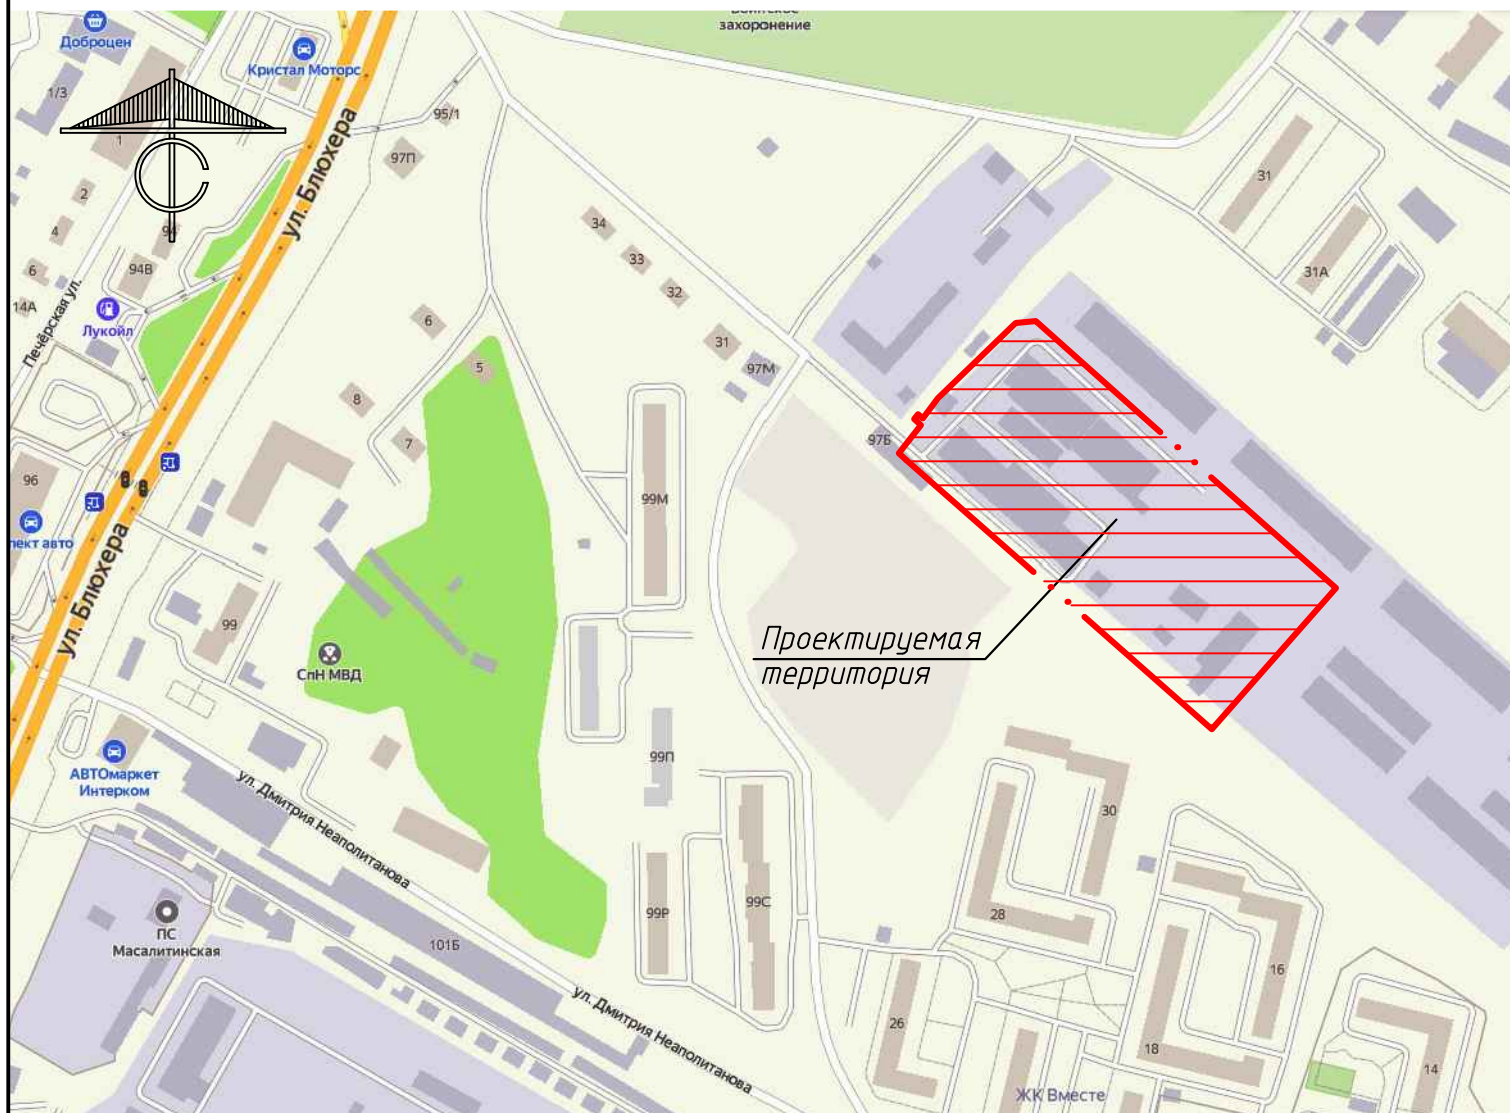 Воинское
захоронение
Доброцен
Кристал Моторс
1/3
95/1
1
97П
ул. Блюхера
31
2
34
4
94
33
94В
6
32
31А
14А
Печёрская ул.
Лукойл
6
31
5
97М
8
7
97Б
96
99М
пект авто
ул. Блюхера
99
Проектируемая
территория
СпН МВД
АВТОмаркет
Интерком
99П
ул. Дмитрия Неаполитанова
30
99Р
99С
28
ПС
Масалитинская
101Б
16
ул. Дмитрия Неаполитанова
26
18
14
ЖК Вместе